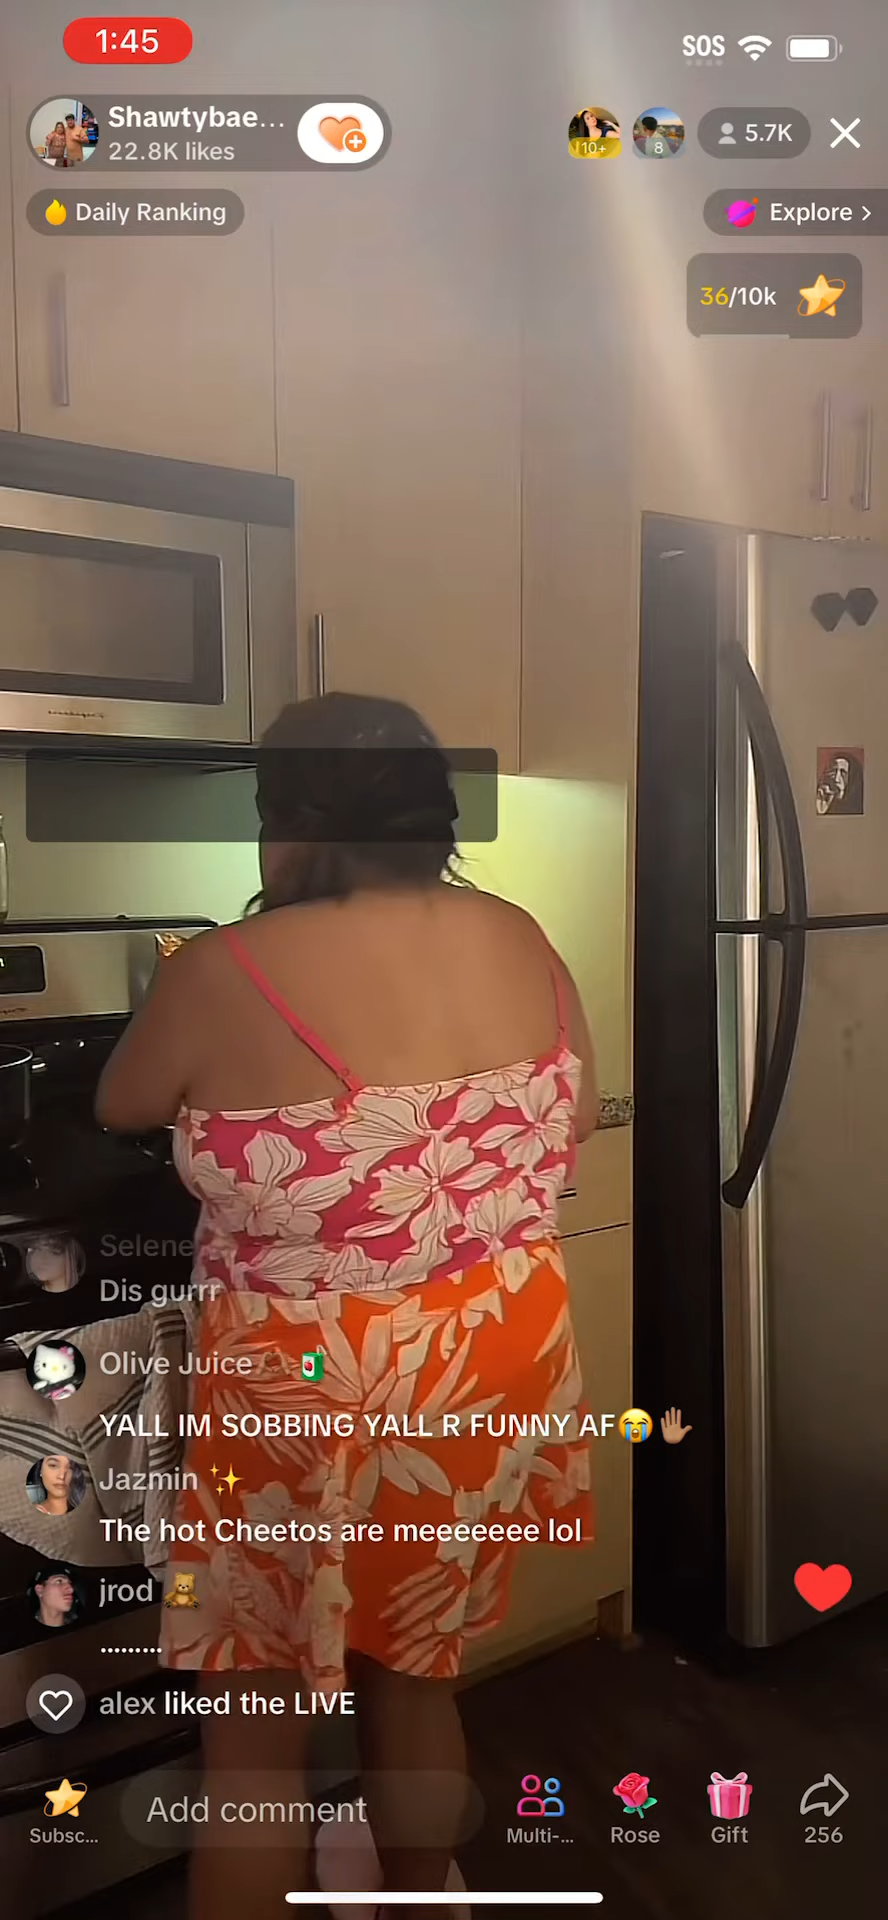 1:45
SOS
Shawtybae...
22.8K likes
10+
8
5.7K
Daily Ranking
Explore >
36/10k
Selene
Dis gurrr
Olive Juice
YALL IM SOBBING YALL R FUNNY AF😭🤚🏽
Jazmin ✨
The hot Cheetos are meeeeeee lol
jrod 🧸
.........
alex liked the LIVE
Subsc...
Add comment
Multi-...
Rose
Gift
256